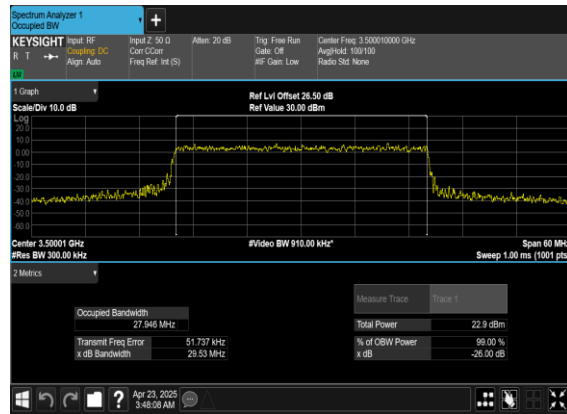 Spectrum Analyzer 1
Occupied BW
KEYSIGHT
R T
LW
Input: RF
Coupling: DC
Align: Auto
Input Z: 50 Ω
Corr CCorr
Freq Ref: Int (S)
Atten: 20 dB
Trig: Free Run
Gate: Off
#IF Gain: Low
Center Freq: 3.500010000 GHz
Avg|Hold: 100/100
Radio Std: None
1 Graph
Scale/Div 10.0 dB
Ref Lvl Offset 26.50 dB
Ref Value 30.00 dBm
Log
20.0
10.0
0.00
-10.0
-20.0
-30.0
-40.0
-50.0
-60.0
Center 3.50001 GHz
#Res BW 300.00 kHz
#Video BW 910.00 kHz*
Span 60 MHz
Sweep 1.00 ms (1001 pts)
2 Metrics
Measure Trace Trace 1
Occupied Bandwidth
27.946 MHz
Total Power 22.9 dBm
Transmit Freq Error 51.737 kHz
% of OBW Power 99.00 %
x dB Bandwidth 29.53 MHz
x dB -26.00 dB
?
Apr 23, 2025
3:48:08 AM